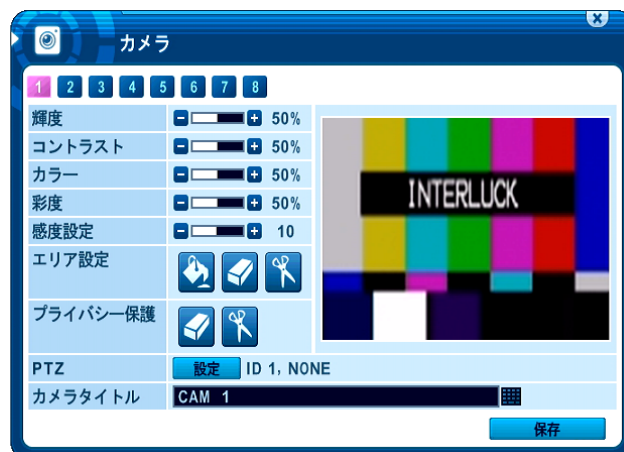 カメラ
1 2 3 4 5 6 7 8
輝度 50%
コントラスト 50%
カラー 50%
彩度 50%
感度設定 10
エリア設定
プライバシー保護
INTERLUCK
PTZ 設定 ID 1, NONE
カメラタイトル CAM 1
保存